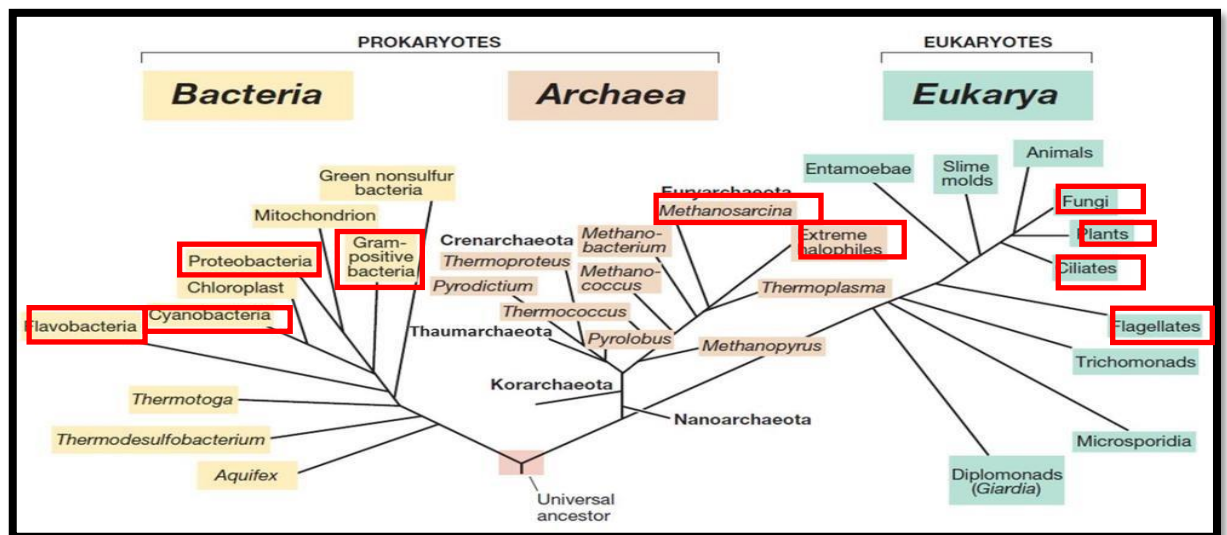 PROKARYOTES
EUKARYOTES
Bacteria
Archaea
Eukarya
Green nonsulfur
bacteria
Mitochondrion
Gram-
positive
bacteria
Proteobacteria
Chloroplast
Cyanobacteria
Flavobacteria
Thermotoga
Thermodesulfobacterium
Aquifex
Euryarchaeota
Methanosarcina
Methano-
bacterium
Extreme
halophiles
Crenarchaeota
Thermoproteus
Methano-
coccus
Pyrodictium
Thermoplasma
Thermococcus
Thaumarchaeota
Pyrolobus
Methanopyrus
Korarchaeota
Nanoarchaeota
Entamoebae
Slime
molds
Animals
Fungi
Plants
Ciliates
Flagellates
Trichomonads
Microsporidia
Diplomonads
(Giardia)
Universal
ancestor